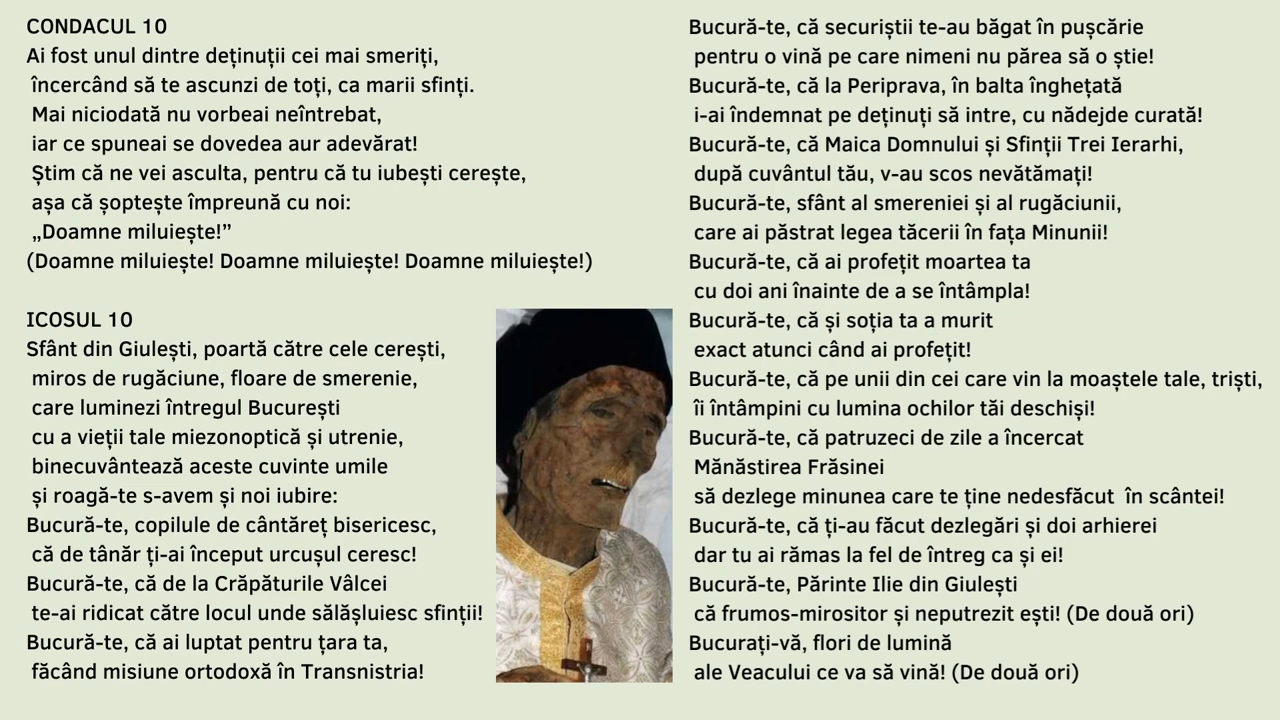 CONDACUL 10
Ai fost unul dintre deținuții cei mai smeriți,
încercând să te ascunzi de toți, ca marii sfinți.
Mai niciodată nu vorbeai neîntrebat,
iar ce spuneai se dovedea aur adevărat!
Știm că ne vei asculta, pentru că tu iubești cerește,
așa că șoptește împreună cu noi:
„Doamne miluiește!”
(Doamne miluiește! Doamne miluiește! Doamne miluiește!)
ICOSUL 10
Sfânt din Giulești, poartă către cele cerești,
miros de rugăciune, floare de smerenie,
care luminezi întregul București
cu a vieții tale miezonoptică și utrenie,
binecuvântează aceste cuvinte umile
și roagă-te s-avem și noi iubire:
Bucură-te, copilule de cântăreț bisericesc,
că de tânăr ți-ai început urcușul ceresc!
Bucură-te, că de la Crăpăturile Vâlcei
te-ai ridicat către locul unde sălășluiesc sfinții!
Bucură-te, că ai luptat pentru țara ta,
făcând misiune ortodoxă în Transnistria!
Bucură-te, că securiștii te-au băgat în pușcărie
pentru o vină pe care nimeni nu părea să o știe!
Bucură-te, că la Periprava, în balta înghețată
i-ai îndemnat pe deținuți să intre, cu nădejde curată!
Bucură-te, că Maica Domnului și Sfinții Trei Ierarhi,
după cuvântul tău, v-au scos nevătămați!
Bucură-te, sfânt al smereniei și al rugăciunii,
care ai păstrat legea tăcerii în fața Minunii!
Bucură-te, că ai profețit moartea ta
cu doi ani înainte de a se întâmpla!
Bucură-te, că și soția ta a murit
exact atunci când ai profețit!
Bucură-te, că pe unii din cei care vin la moaștele tale, triști,
îi întâmpini cu lumina ochilor tăi deschiși!
Bucură-te, că patruzeci de zile a încercat
Mănăstirea Frăsinei
să dezlege minunea care te ține nedesfăcut în scântei!
Bucură-te, că ți-au făcut dezlegări și doi arhierei
dar tu ai rămas la fel de întreg ca și ei!
Bucură-te, Părinte Ilie din Giulești
că frumos-mirositor și neputrezit ești! (De două ori)
Bucurați-vă, flori de lumină
ale Veacului ce va să vină! (De două ori)